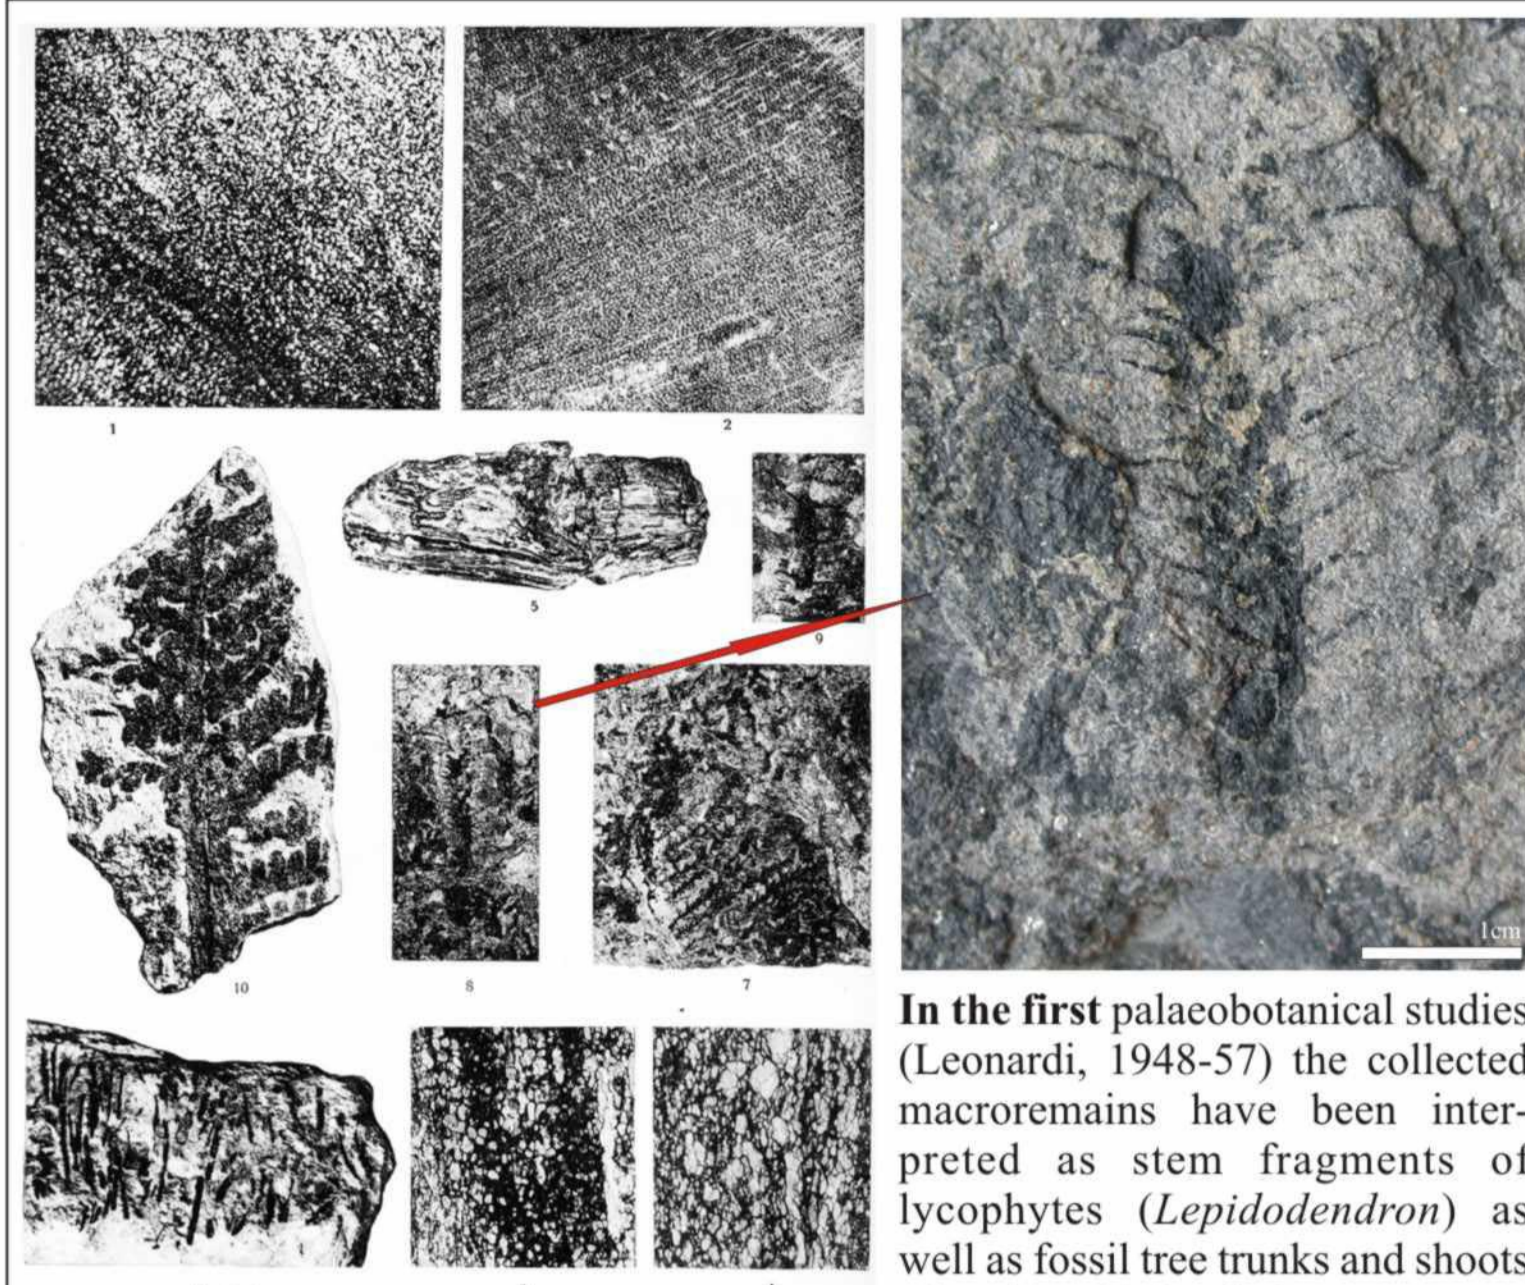 1
2
5
9
10
8
7
1cm
In the first palaeobotanical studies
(Leonardi, 1948-57) the collected
macroremains have been inter-
preted as stem fragments of
lycophytes (Lepidodendron) as
well as fossil tree trunks and shoots